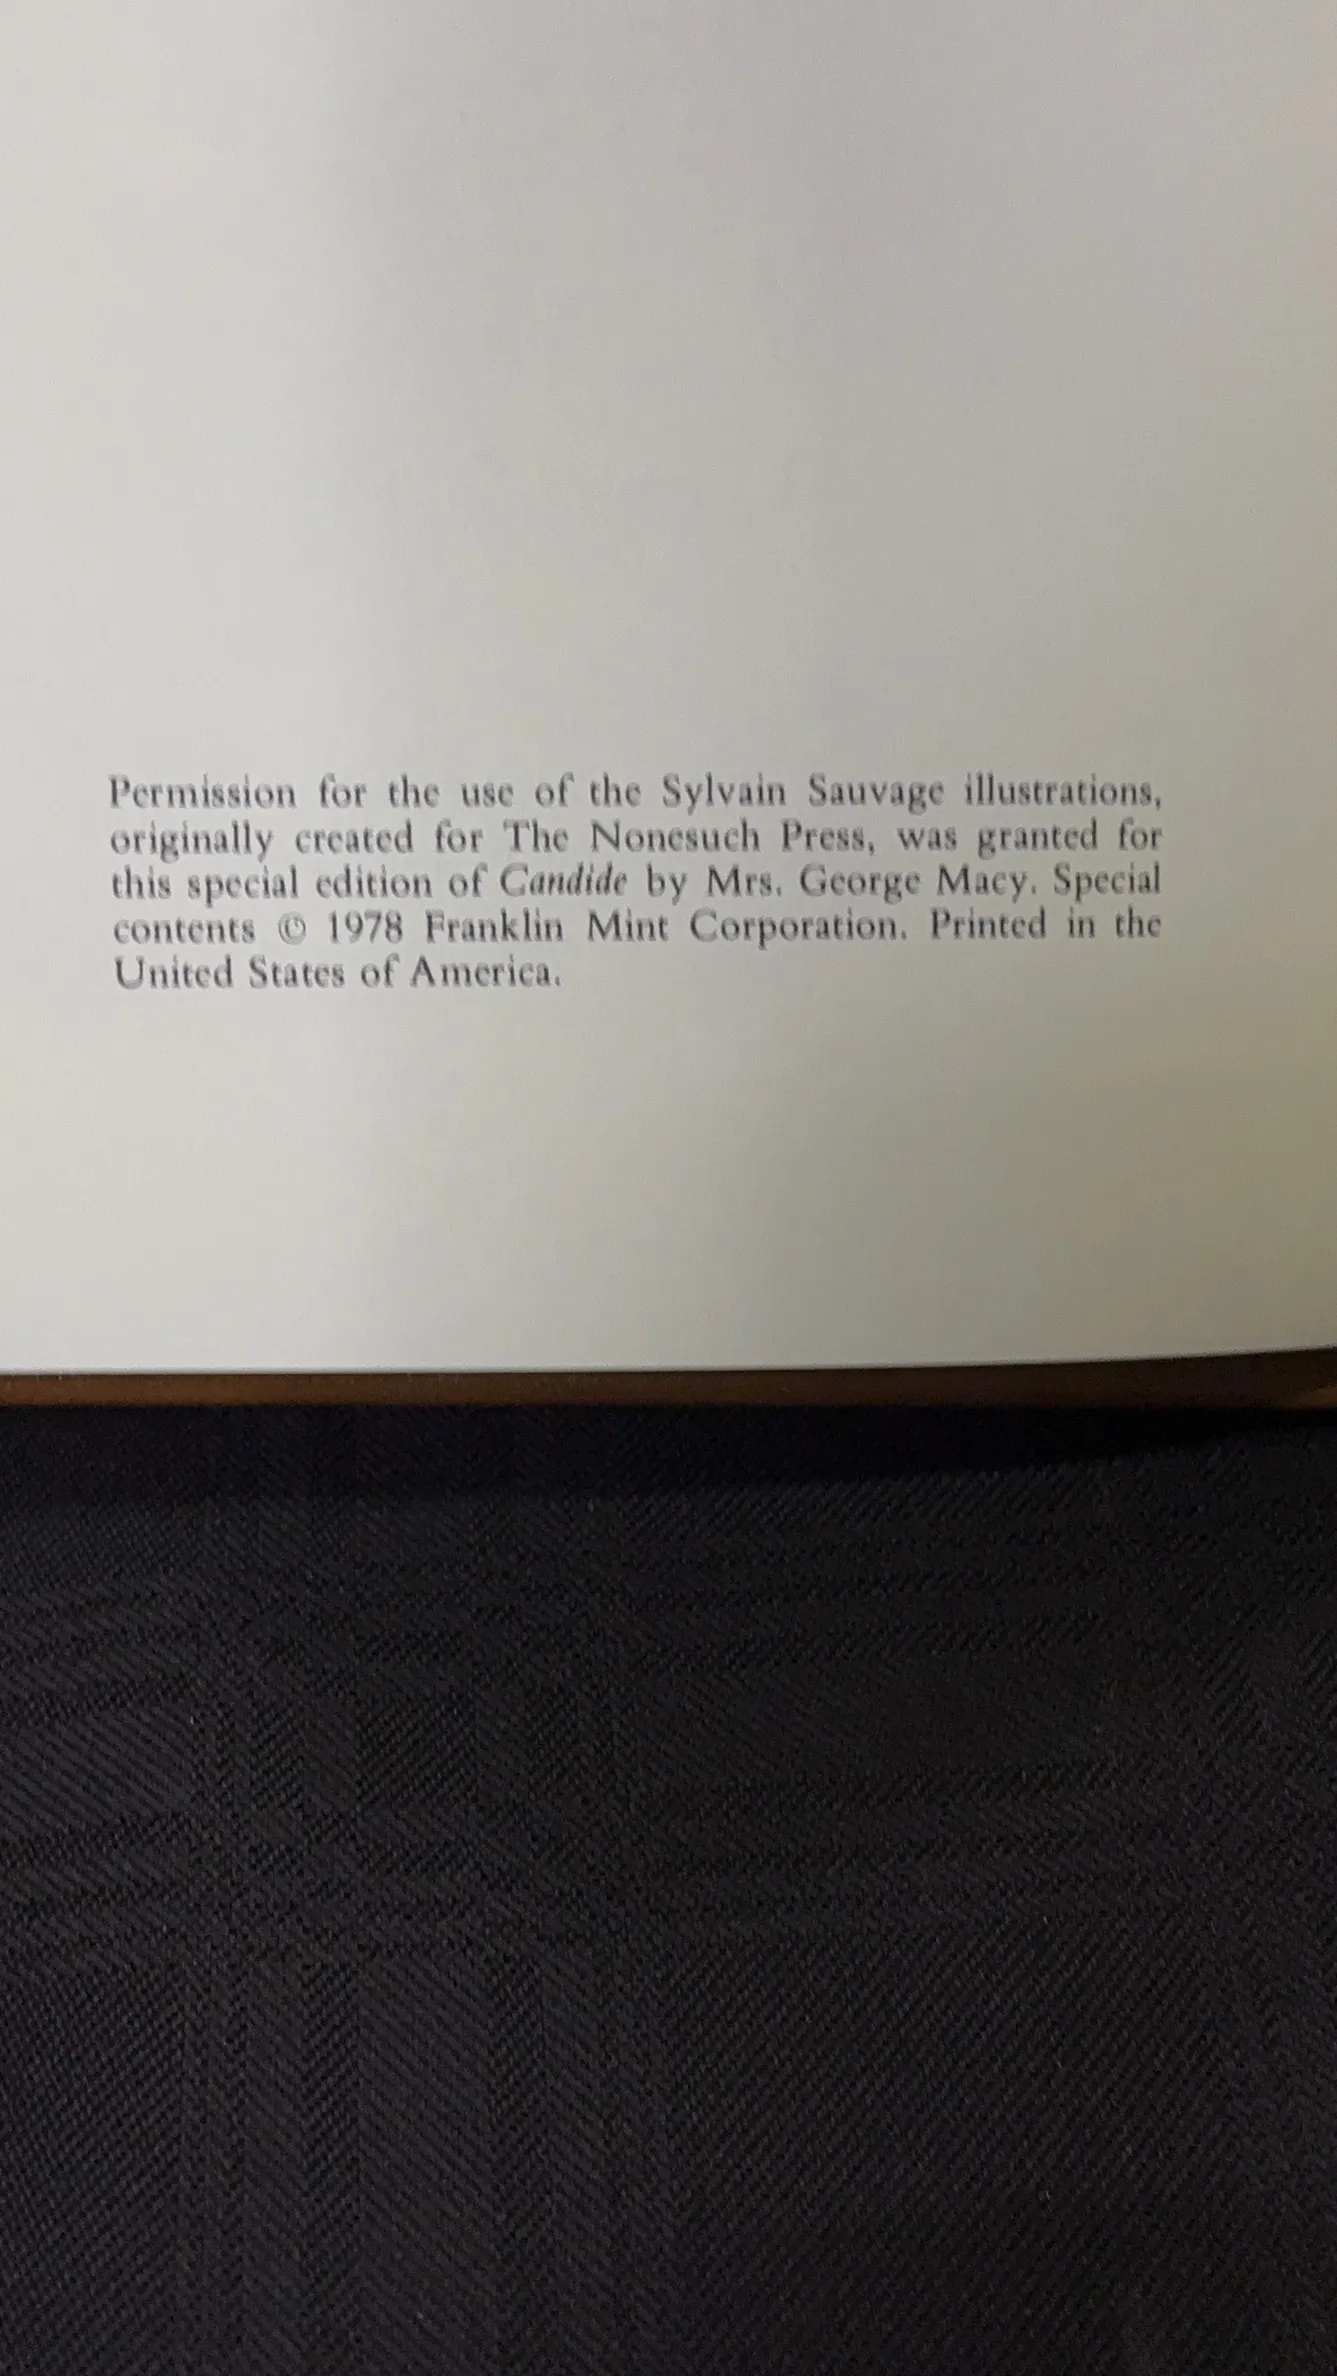 Permission for the use of the Sylvain Sauvage illustrations,
originally created for The Nonesuch Press, was granted for
this special edition of Candide by Mrs. George Macy. Special
contents © 1978 Franklin Mint Corporation. Printed in the
United States of America.